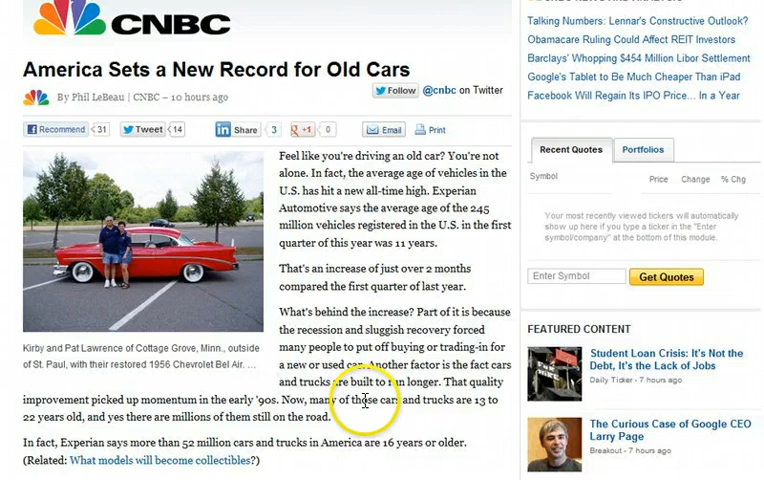 CNBC
America Sets a New Record for Old Cars
By Phil LeBeau | CNBC – 10 hours ago
Follow @cnbc on Twitter
Recommend 31
Tweet 14
Share 3
+1 0
Email
Print
Feel like you're driving an old car? You're not
alone. In fact, the average age of vehicles in the
U.S. has hit a new all-time high. Experian
Automotive says the average age of the 245
million vehicles registered in the U.S. in the first
quarter of this year was 11 years.
That's an increase of just over 2 months
compared the first quarter of last year.
Kirby and Pat Lawrence of Cottage Grove, Minn., outside
of St. Paul, with their restored 1956 Chevrolet Bel Air. ...
What's behind the increase? Part of it is because
the recession and sluggish recovery forced
many people to put off buying or trading-in for
a new or used car. Another factor is the fact cars
and trucks are built to run longer. That quality
improvement picked up momentum in the early '90s. Now, many of those cars and trucks are 13 to
22 years old, and yes there are millions of them still on the road.
In fact, Experian says more than 52 million cars and trucks in America are 16 years or older.
(Related: What models will become collectibles?)
Talking Numbers: Lennar's Constructive Outlook?
Obamacare Ruling Could Affect REIT Investors
Barclays' Whopping $454 Million Libor Settlement
Google's Tablet to Be Much Cheaper Than iPad
Facebook Will Regain Its IPO Price... In a Year
Recent Quotes Portfolios
Symbol Price Change % Chg
Your most recently viewed tickers will automatically
show up here if you type a ticker in the "Enter
symbol/company" at the bottom of this module.
Enter Symbol Get Quotes
FEATURED CONTENT
Student Loan Crisis: It's Not the
Debt, It's the Lack of Jobs
Daily Ticker - 7 hours ago
The Curious Case of Google CEO
Larry Page
Breakout - 7 hours ago